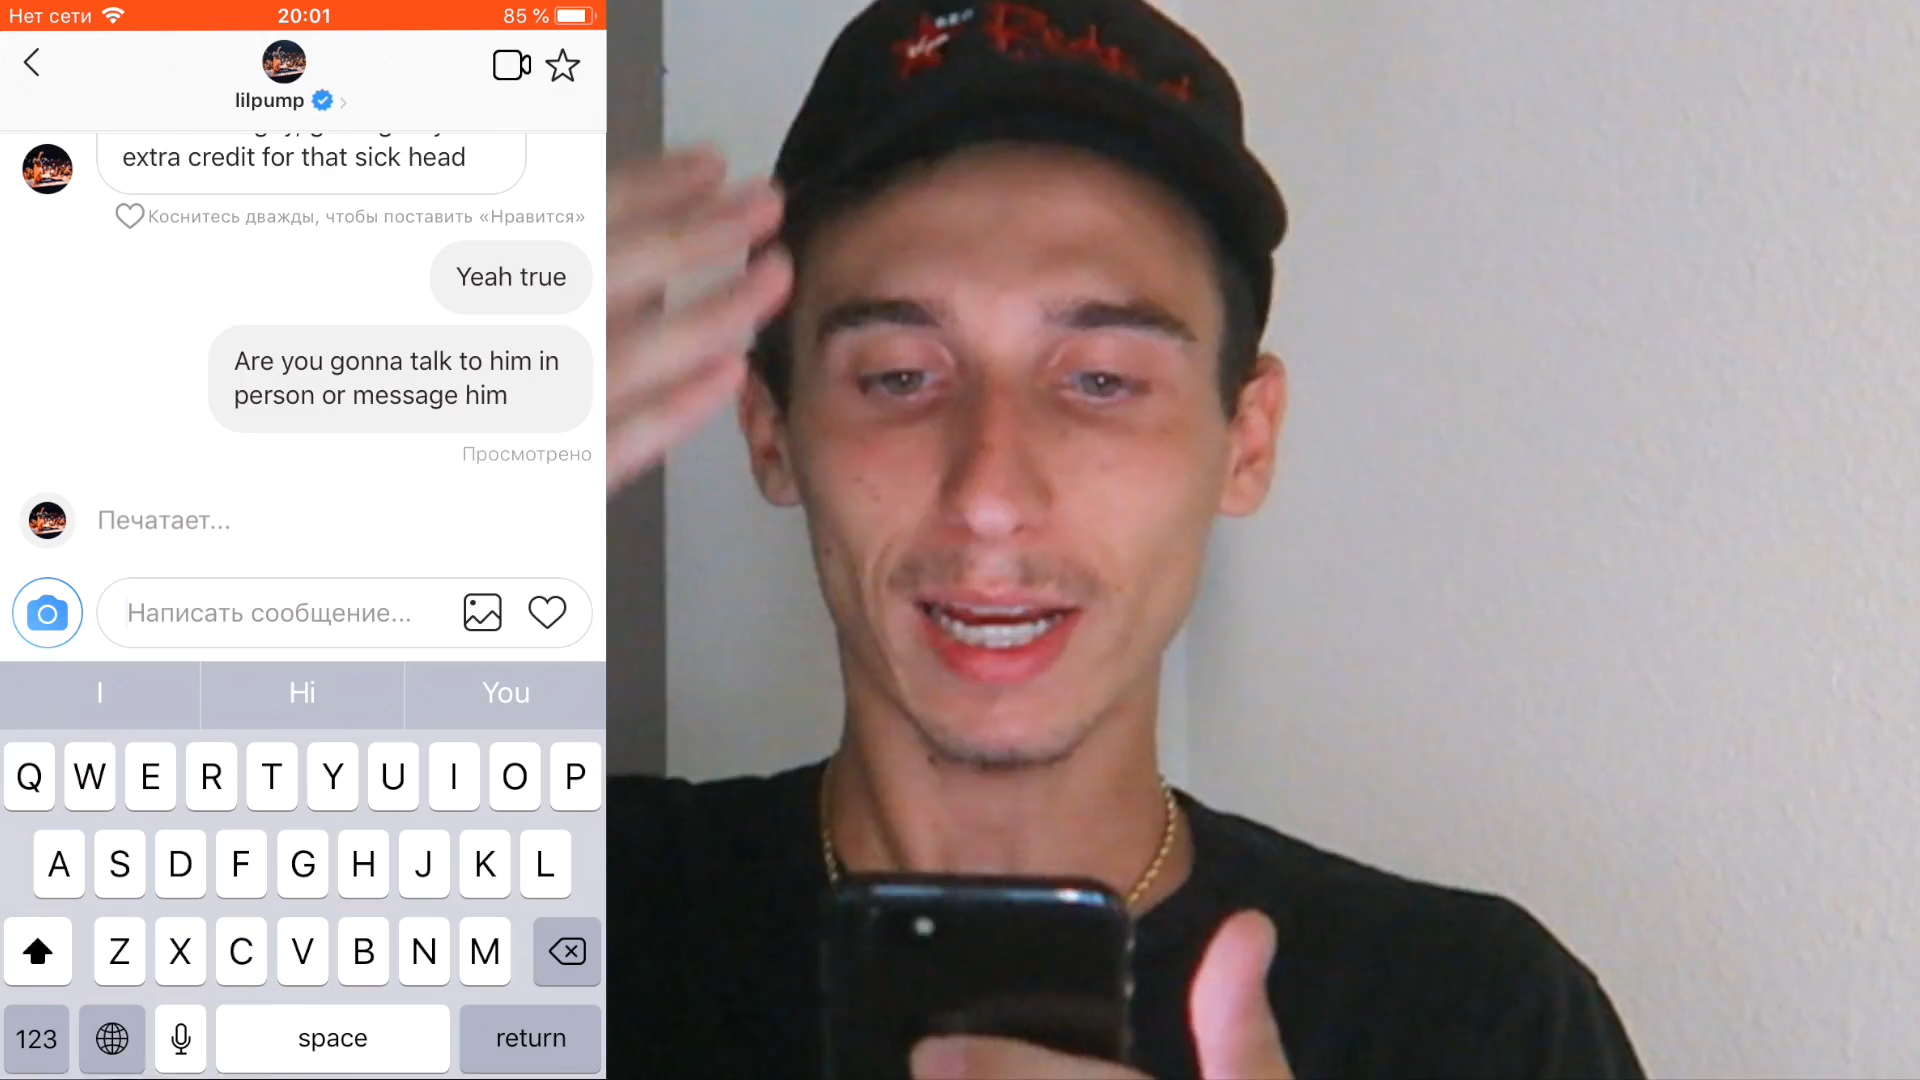 Нет сети 20:01 85 %
lilpump
extra credit for that sick head
Коснитесь дважды, чтобы поставить «Нравится»
Yeah true
Are you gonna talk to him in
person or message him
Просмотрено
Печатает...
Написать сообщение...
I Hi You
Q W E R T Y U I O P
A S D F G H J K L
Z X C V B N M
123 space return